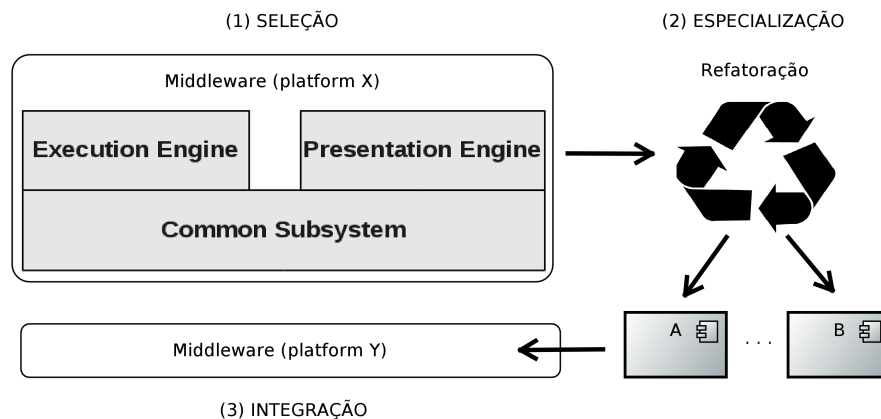 (1) SELEÇÃO
Middleware (platform X)
Execution Engine
Presentation Engine
Common Subsystem
(2) ESPECIALIZAÇÃO
Refatoração
A
. . .
B
Middleware (platform Y)
(3) INTEGRAÇÃO